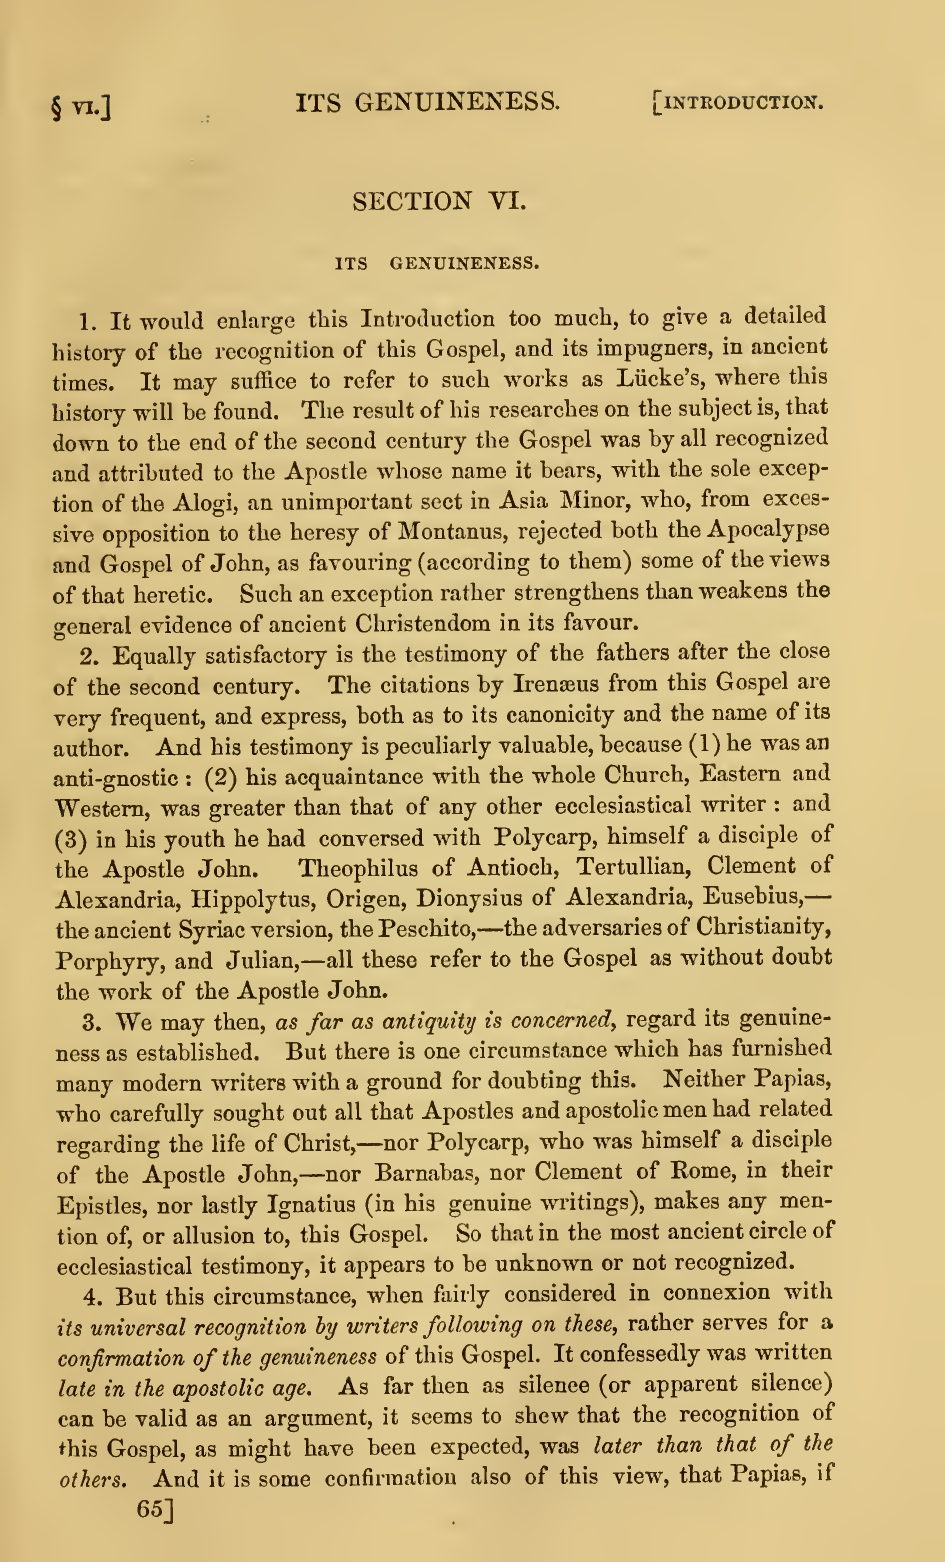 § VI.] ITS GENUINENESS. [INTRODUCTION.
SECTION VI.
ITS GENUINENESS.
1. It would enlarge this Introduction too much, to give a detailed
history of the recognition of this Gospel, and its impugners, in ancient
times. It may suffice to refer to such works as Lücke's, where this
history will be found. The result of his researches on the subject is, that
down to the end of the second century the Gospel was by all recognized
and attributed to the Apostle whose name it bears, with the sole excep-
tion of the Alogi, an unimportant sect in Asia Minor, who, from exces-
sive opposition to the heresy of Montanus, rejected both the Apocalypse
and Gospel of John, as favouring (according to them) some of the views
of that heretic. Such an exception rather strengthens than weakens the
general evidence of ancient Christendom in its favour.
2. Equally satisfactory is the testimony of the fathers after the close
of the second century. The citations by Irenæus from this Gospel are
very frequent, and express, both as to its canonicity and the name of its
author. And his testimony is peculiarly valuable, because (1) he was an
anti-gnostic : (2) his acquaintance with the whole Church, Eastern and
Western, was greater than that of any other ecclesiastical writer : and
(3) in his youth he had conversed with Polycarp, himself a disciple of
the Apostle John. Theophilus of Antioch, Tertullian, Clement of
Alexandria, Hippolytus, Origen, Dionysius of Alexandria, Eusebius,—
the ancient Syriac version, the Peschito,—the adversaries of Christianity,
Porphyry, and Julian,—all these refer to the Gospel as without doubt
the work of the Apostle John.
3. We may then, as far as antiquity is concerned, regard its genuine-
ness as established. But there is one circumstance which has furnished
many modern writers with a ground for doubting this. Neither Papias,
who carefully sought out all that Apostles and apostolic men had related
regarding the life of Christ,—nor Polycarp, who was himself a disciple
of the Apostle John,—nor Barnabas, nor Clement of Rome, in their
Epistles, nor lastly Ignatius (in his genuine writings), makes any men-
tion of, or allusion to, this Gospel. So that in the most ancient circle of
ecclesiastical testimony, it appears to be unknown or not recognized.
4. But this circumstance, when fairly considered in connexion with
its universal recognition by writers following on these, rather serves for a
confirmation of the genuineness of this Gospel. It confessedly was written
late in the apostolic age. As far then as silence (or apparent silence)
can be valid as an argument, it seems to shew that the recognition of
this Gospel, as might have been expected, was later than that of the
others. And it is some confirmation also of this view, that Papias, if
65]